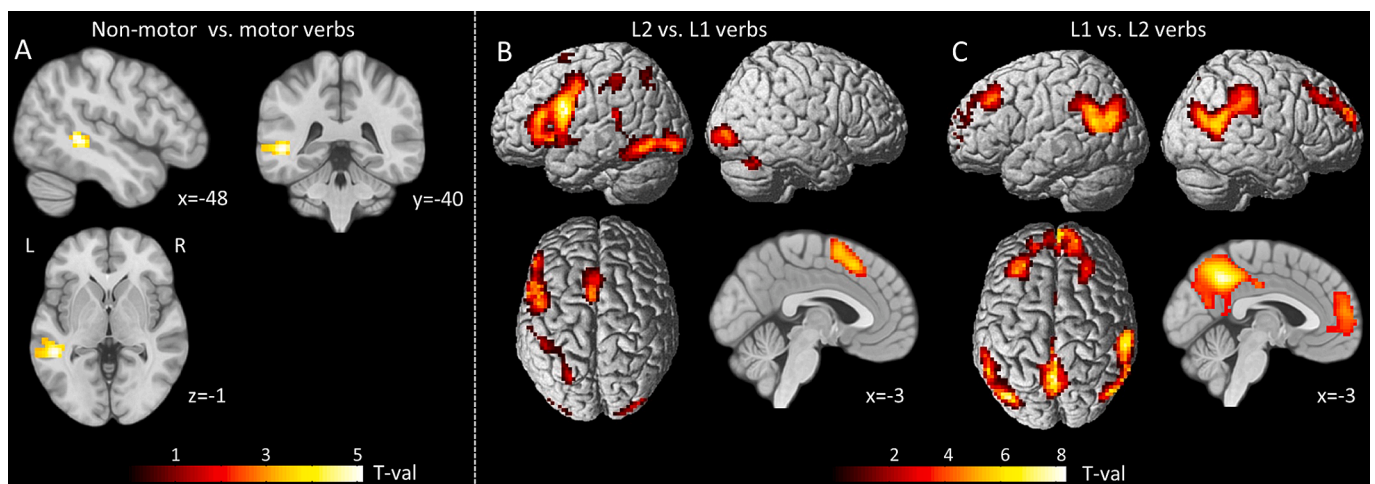 A
Non-motor vs. motor verbs
x=-48
y=-40
L
R
z=-1
1
3
5
T-val
B
L2 vs. L1 verbs
x=-3
C
L1 vs. L2 verbs
x=-3
2
4
6
8
T-val